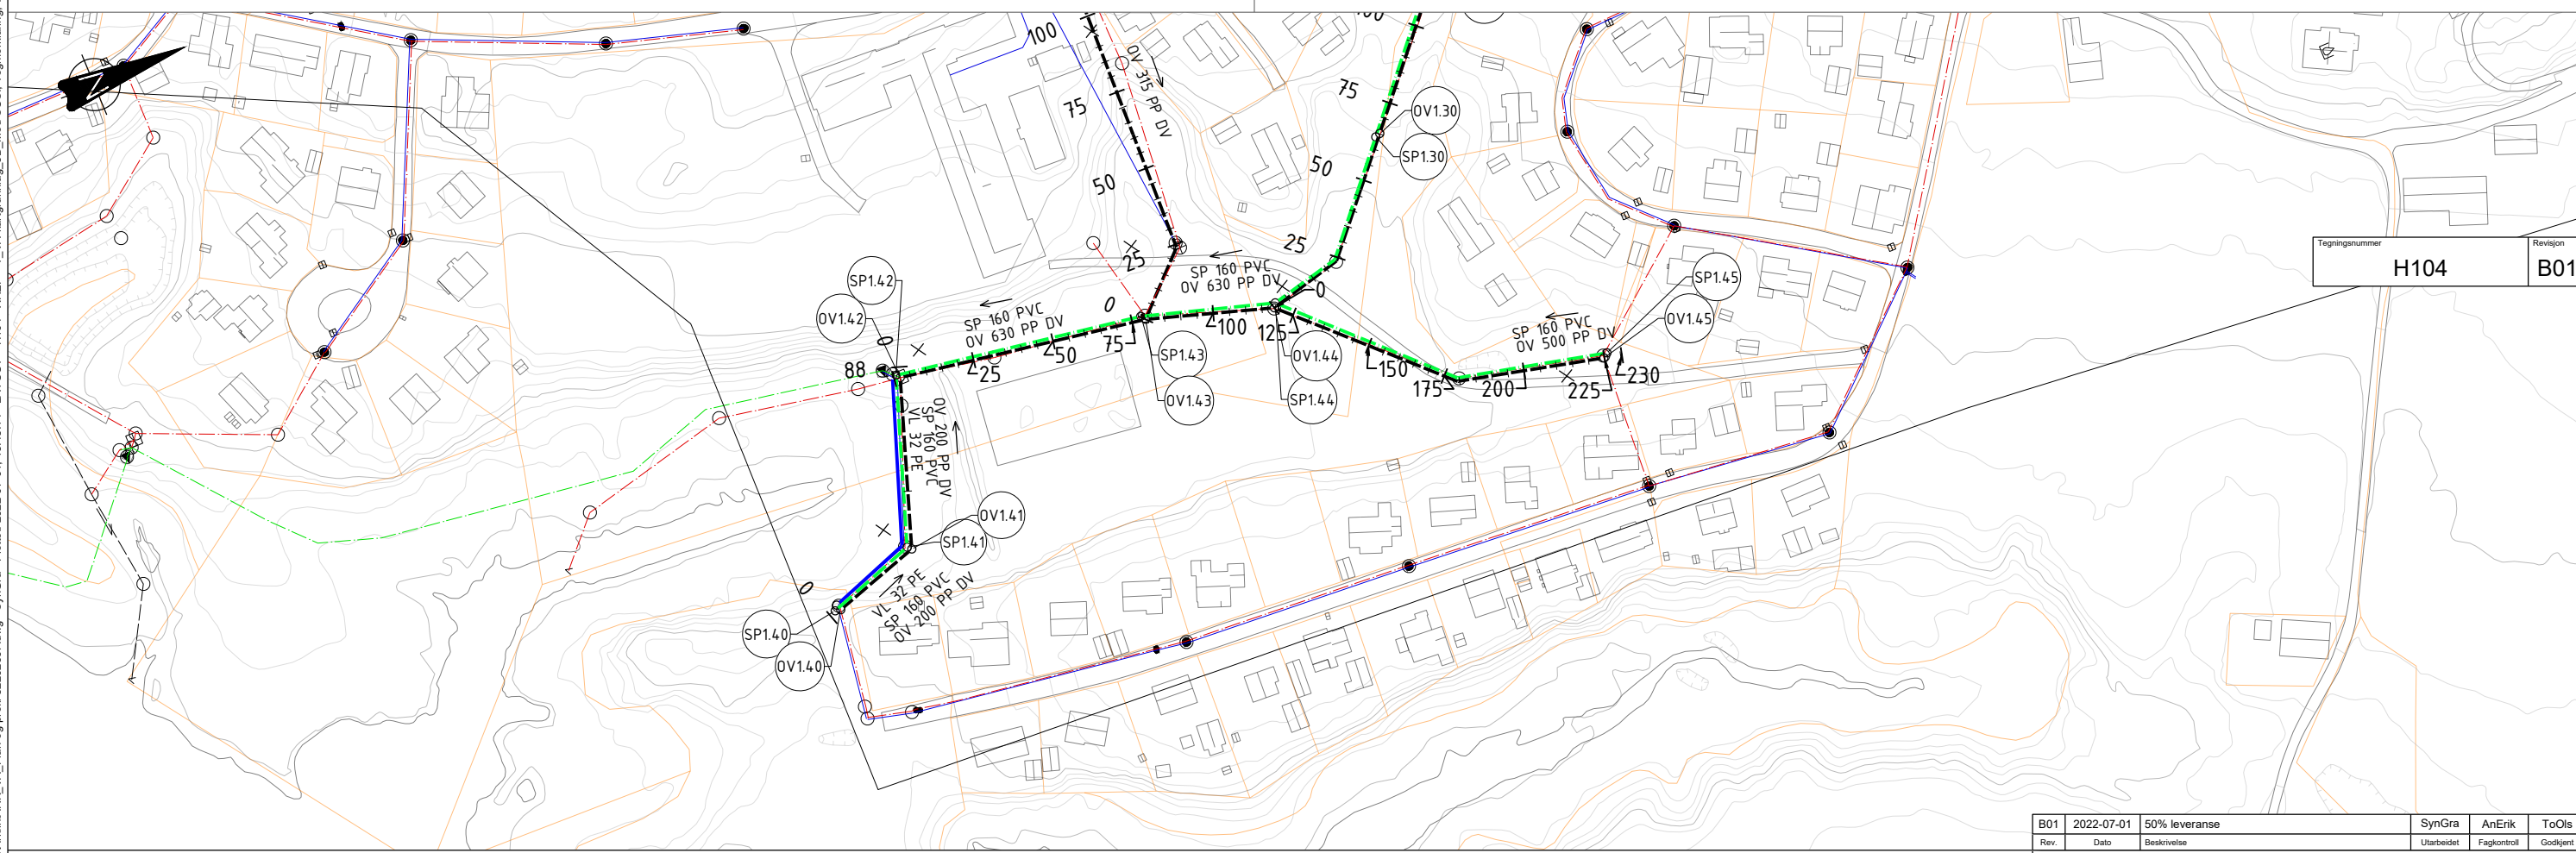 100
OV 315 PP DV
75
50
25
0
75
50
25
0
OV1.30
SP1.30
SP1.42
OV1.42
0
88
SP 160 PVC
OV 630 PP DV
SP 160 PVC
OV 630 PP DV
25
50
75
100
125
150
175
200
225
230
SP1.43
OV1.43
OV1.44
SP1.44
SP 160 PVC
OV 500 PP DV
SP1.45
OV1.45
OV 200 PP DV
SP 160 PVC
VL 32 PE
OV1.41
SP1.41
0
VL 32 PE
SP 160 PVC
OV 200 PP DV
SP1.40
OV1.40
N
Tegningsnummer Revisjon
H104 B01
B01 2022-07-01 50% leveranse SynGra AnErik ToOls
Rev. Dato Beskrivelse Utarbeidet Fagkontroll Godkjent